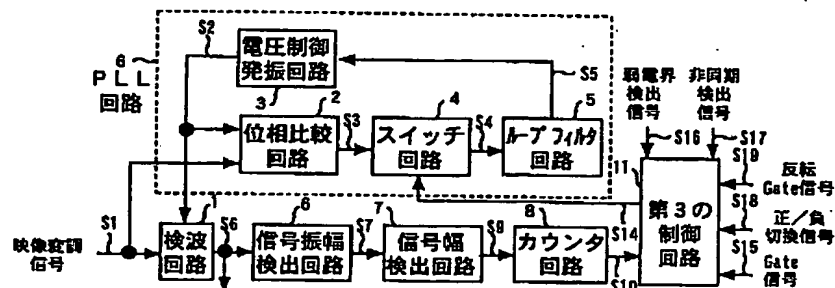 S2
6
PLL
回路
電圧制御
発振回路
3
2
4
5
S5
位相比較
回路
S3
スイッチ
回路
S4
ループフィルタ
回路
弱電界
検出
信号
非同期
検出
信号
S16
S17
S19
反転
Gate信号
11
第3の
制御
回路
S18
正/負
切換信号
S15
Gate
信号
S14
映像変調
信号
S1
1
検波
回路
S6
6
信号振幅
検出回路
S7
7
信号幅
検出回路
S9
8
カウンタ
回路
S10